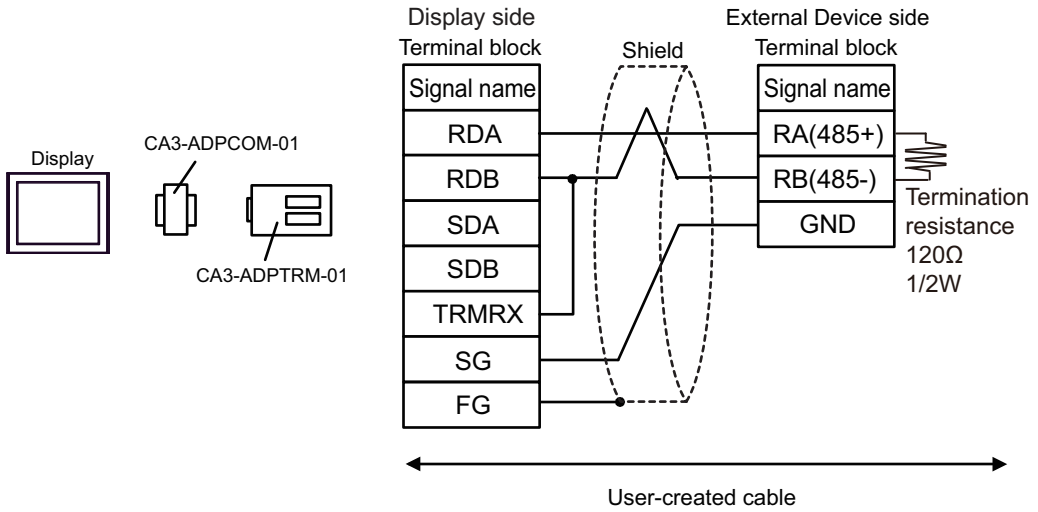 Display
CA3-ADPCOM-01
CA3-ADPTRM-01
Display side
Terminal block
Signal name
RDA
RDB
SDA
SDB
TRMRX
SG
FG
Shield
External Device side
Terminal block
Signal name
RA(485+)
RB(485-)
GND
Termination
resistance
120Ω
1/2W
User-created cable